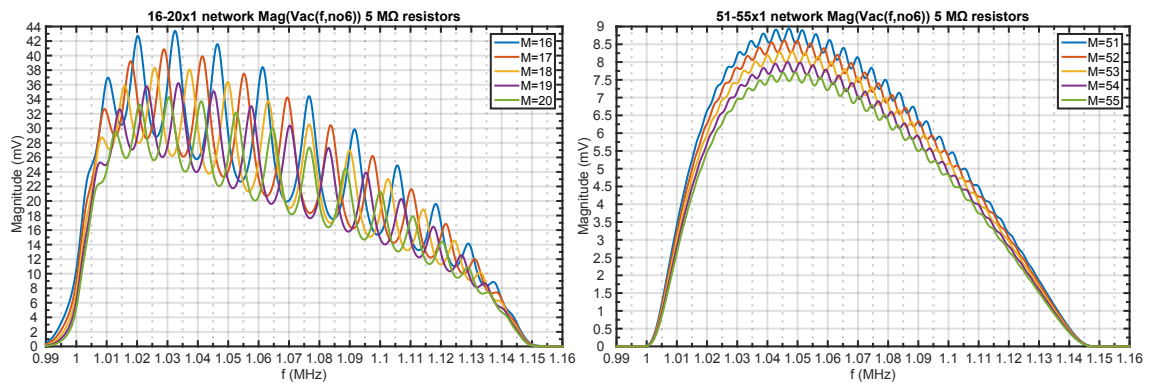 16-20x1 network Mag(Vac(f,no6)) 5 MΩ resistors
Magnitude (mV)
44
42
40
38
36
34
32
30
28
26
24
22
20
18
16
14
12
10
8
6
4
2
0
M=16
M=17
M=18
M=19
M=20
0.99 1 1.01 1.02 1.03 1.04 1.05 1.06 1.07 1.08 1.09 1.1 1.11 1.12 1.13 1.14 1.15 1.16
f (MHz)
51-55x1 network Mag(Vac(f,no6)) 5 MΩ resistors
Magnitude (mV)
9
8.5
8
7.5
7
6.5
6
5.5
5
4.5
4
3.5
3
2.5
2
1.5
1
0.5
0
M=51
M=52
M=53
M=54
M=55
0.99 1 1.01 1.02 1.03 1.04 1.05 1.06 1.07 1.08 1.09 1.1 1.11 1.12 1.13 1.14 1.15 1.16
f (MHz)